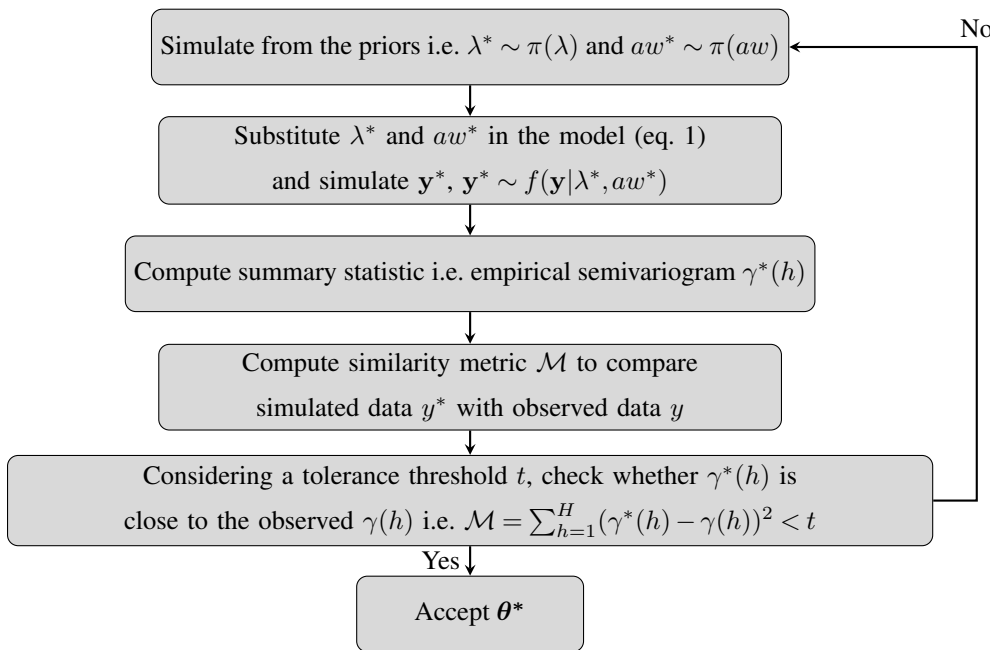 Simulate from the priors i.e. λ* ∼ π(λ) and aw* ∼ π(aw)
No
Substitute λ* and aw* in the model (eq. 1)
and simulate y*, y* ∼ f(y|λ*, aw*)
Compute summary statistic i.e. empirical semivariogram γ*(h)
Compute similarity metric ℳ to compare
simulated data y* with observed data y
Considering a tolerance threshold t, check whether γ*(h) is
close to the observed γ(h) i.e. ℳ = ∑_{h=1}^{H}(γ*(h) − γ(h))² < t
Yes
Accept θ*